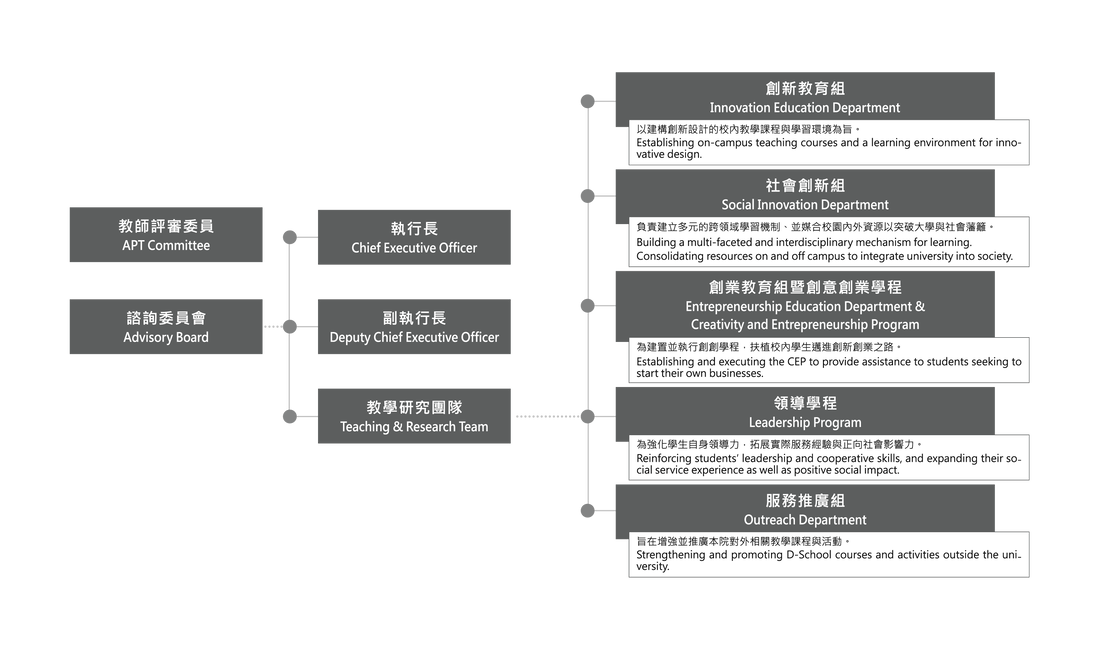 教師評審委員
APT Committee
諮詢委員會
Advisory Board
執行長
Chief Executive Officer
副執行長
Deputy Chief Executive Officer
教學研究團隊
Teaching & Research Team
創新教育組
Innovation Education Department
以建構創新設計的校內教學課程與學習環境為旨。
Establishing on-campus teaching courses and a learning environment for inno-
vative design.
社會創新組
Social Innovation Department
負責建立多元的跨領域學習機制、並媒合校園內外資源以突破大學與社會藩籬。
Building a multi-faceted and interdisciplinary mechanism for learning.
Consolidating resources on and off campus to integrate university into society.
創業教育組暨創意創業學程
Entrepreneurship Education Department &
Creativity and Entrepreneurship Program
為建置並執行創創學程，扶植校內學生邁進創新創業之路。
Establishing and executing the CEP to provide assistance to students seeking to
start their own businesses.
領導學程
Leadership Program
為強化學生自身領導力，拓展實際服務經驗與正向社會影響力。
Reinforcing students' leadership and cooperative skills, and expanding their so-
cial service experience as well as positive social impact.
服務推廣組
Outreach Department
旨在增強並推廣本院對外相關教學課程與活動。
Strengthening and promoting D-School courses and activities outside the uni-
versity.